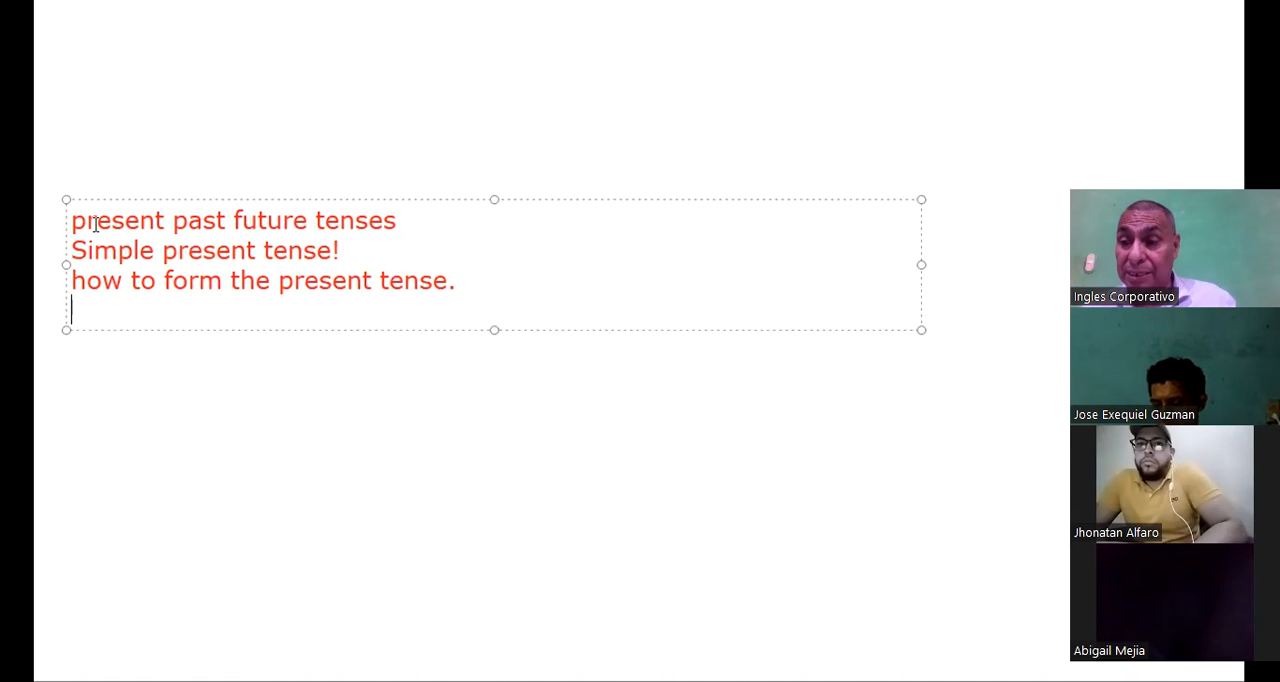 present past future tenses
Simple present tense!
how to form the present tense.
Ingles Corporativo
Jose Exequiel Guzman
Jhonatan Alfaro
Abigail Mejia